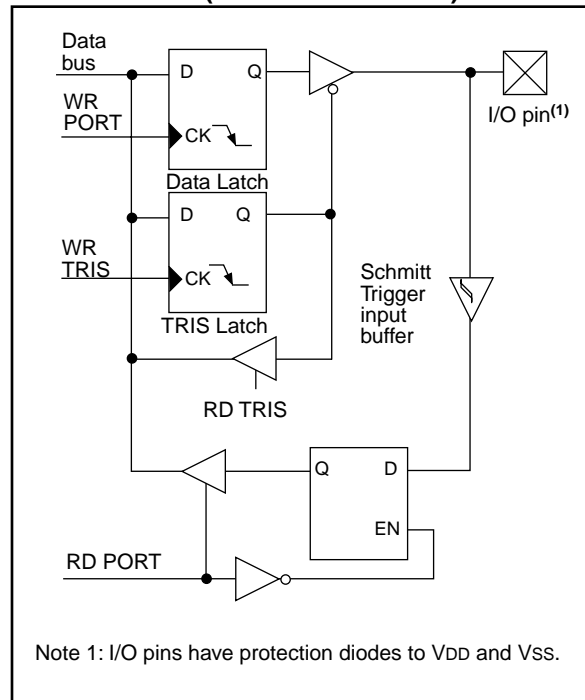 Data
bus
D Q
WR
PORT
CK
I/O pin(1)
Data Latch
D Q
WR
TRIS
CK
Schmitt
Trigger
input
buffer
TRIS Latch
RD TRIS
Q D
EN
RD PORT
Note 1: I/O pins have protection diodes to VDD and VSS.